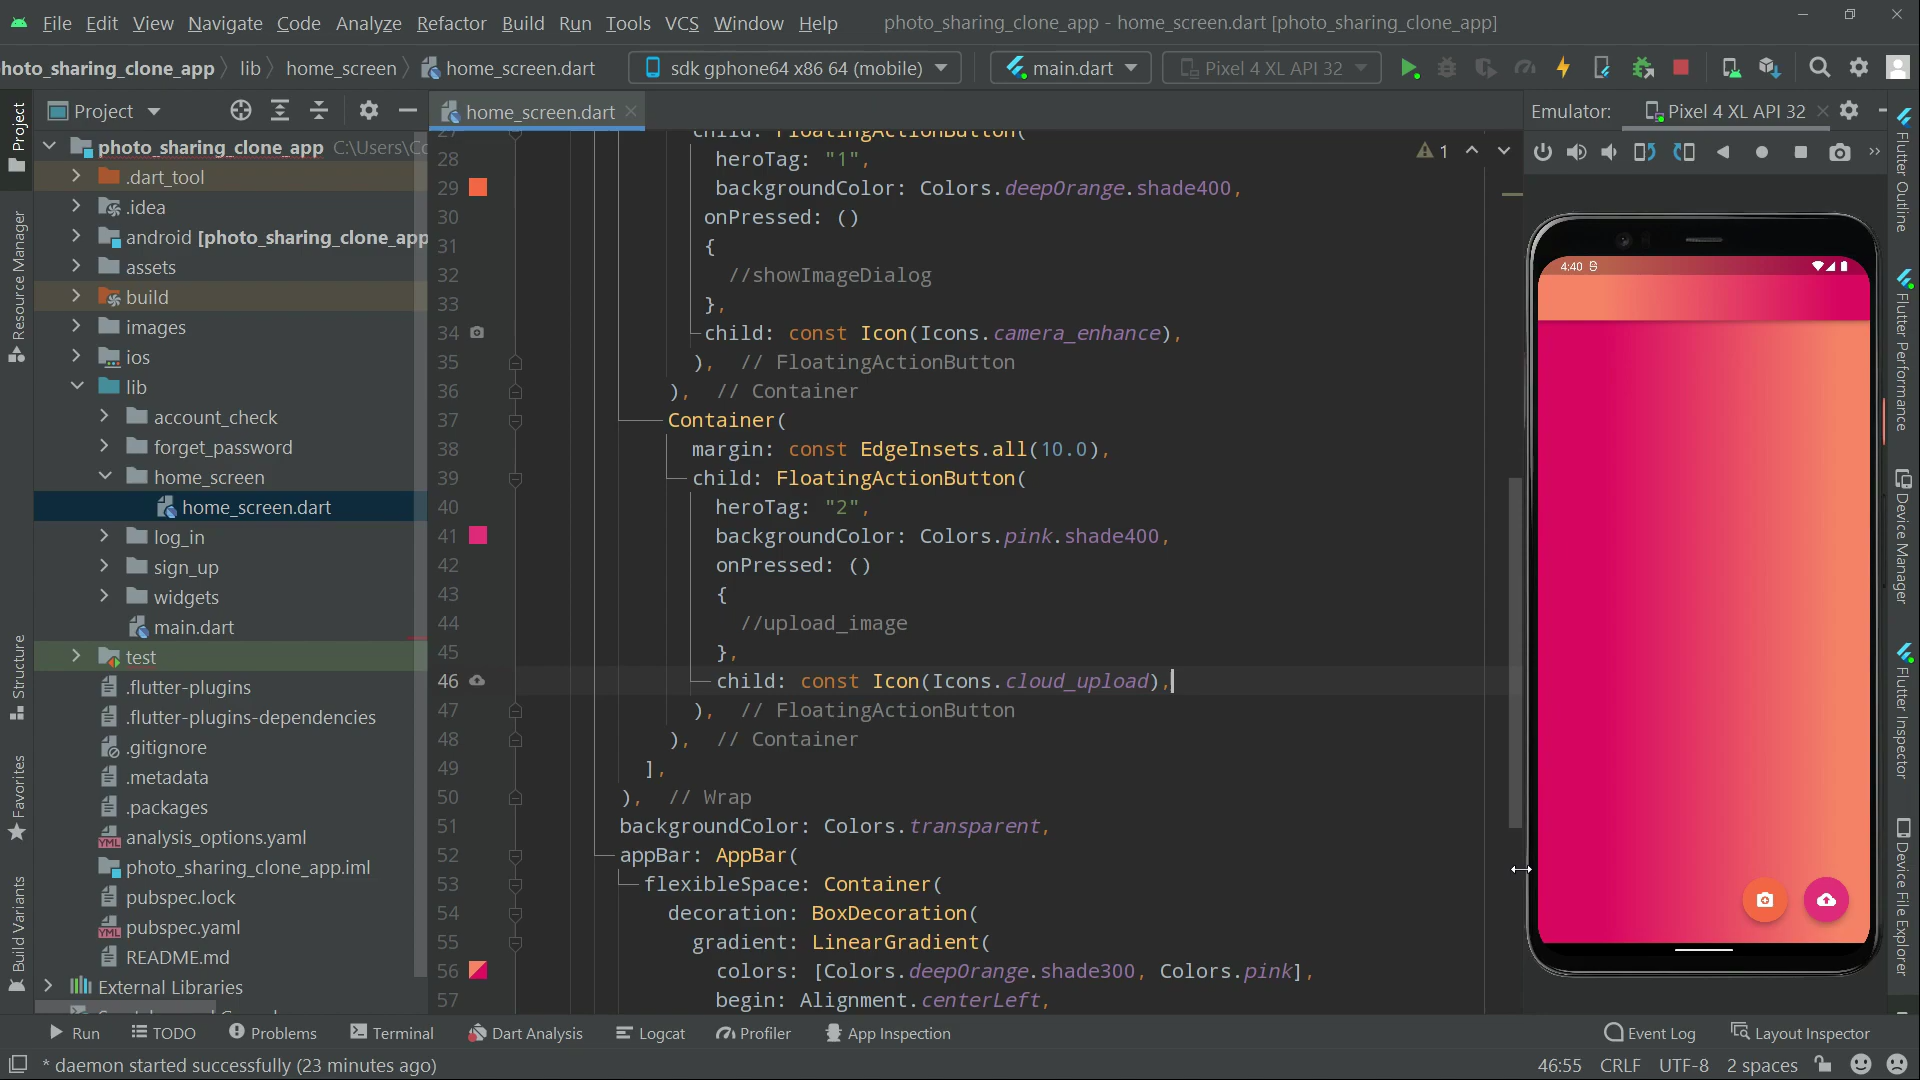 File Edit View Navigate Code Analyze Refactor Build Run Tools VCS Window Help photo_sharing_clone_app - home_screen.dart [photo_sharing_clone_app]
hoto_sharing_clone_app lib home_screen home_screen.dart sdk gphone64 x86 64 (mobile) main.dart Pixel 4 XL API 32
Project home_screen.dart Emulator: Pixel 4 XL API 32
photo_sharing_clone_app C:\Users\Co
.dart_tool
.idea
android [photo_sharing_clone_app
assets
build
images
ios
lib
account_check
forget_password
home_screen
home_screen.dart
log_in
sign_up
widgets
main.dart
test
.flutter-plugins
.flutter-plugins-dependencies
.gitignore
.metadata
.packages
analysis_options.yaml
photo_sharing_clone_app.iml
pubspec.lock
pubspec.yaml
README.md
External Libraries
Project
Resource Manager
Structure
Favorites
Build Variants
27 child: FloatingActionButton(
28 heroTag: "1",
29 backgroundColor: Colors.deepOrange.shade400,
30 onPressed: ()
31 {
32 //showImageDialog
33 },
34 child: const Icon(Icons.camera_enhance),
35 ), // FloatingActionButton
36 ), // Container
37 Container(
38 margin: const EdgeInsets.all(10.0),
39 child: FloatingActionButton(
40 heroTag: "2",
41 backgroundColor: Colors.pink.shade400,
42 onPressed: ()
43 {
44 //upload_image
45 },
46 child: const Icon(Icons.cloud_upload),
47 ), // FloatingActionButton
48 ), // Container
49 ],
50 ), // Wrap
51 backgroundColor: Colors.transparent,
52 appBar: AppBar(
53 flexibleSpace: Container(
54 decoration: BoxDecoration(
55 gradient: LinearGradient(
56 colors: [Colors.deepOrange.shade300, Colors.pink],
57 begin: Alignment.centerLeft,
1
4:40
Flutter Outline
Flutter Performance
Device Manager
Flutter Inspector
Device File Explorer
Run TODO Problems Terminal Dart Analysis Logcat Profiler App Inspection Event Log Layout Inspector
* daemon started successfully (23 minutes ago) 46:55 CRLF UTF-8 2 spaces